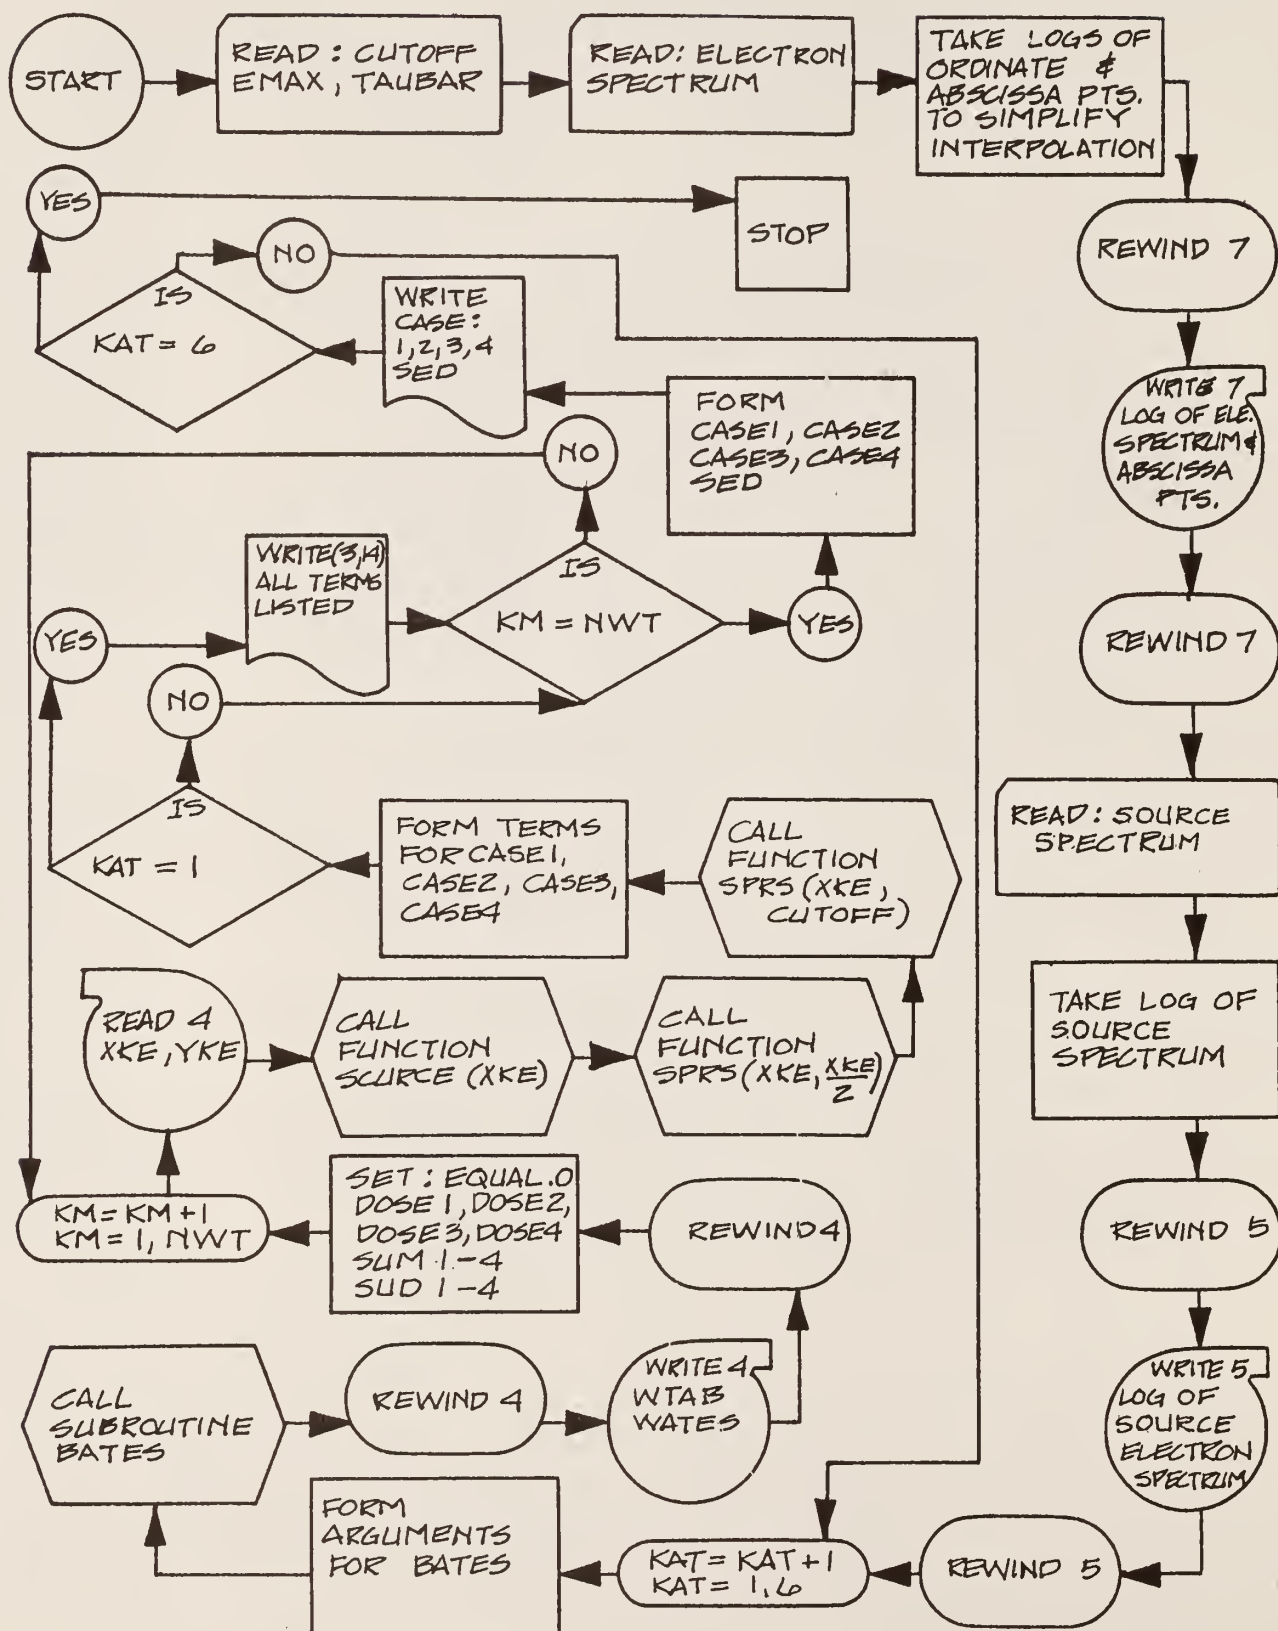 START
READ : CUTOFF
EMAX, TAUBAR
READ: ELECTRON
SPECTRUM
TAKE LOGS OF
ORDINATE &
ABSCISSA PTS.
TO SIMPLIFY
INTERPOLATION
REWIND 7
WRITE 7
LOG OF ELE.
SPECTRUM &
ABSCISSA
PTS.
REWIND 7
READ: SOURCE
SPECTRUM
TAKE LOG OF
SOURCE
SPECTRUM
REWIND 5
WRITE 5
LOG OF
SOURCE
ELECTRON
SPECTRUM
REWIND 5
KAT = KAT + 1
KAT = 1,6
FORM
ARGUMENTS
FOR BATES
CALL
SUBROUTINE
BATES
REWIND 4
WRITE 4
WTAB
WATES
REWIND 4
SET : EQUAL.0
DOSE 1, DOSE 2,
DOSE 3, DOSE4
SUM 1-4
SUD 1-4
KM = KM + 1
KM = 1, NWT
READ 4
XKE, YKE
CALL
FUNCTION
SOURCE (XKE)
CALL
FUNCTION
SPRS(XKE, XKE/2)
CALL
FUNCTION
SPRS (XKE,
CUTOFF)
FORM TERMS
FOR CASE1,
CASE2, CASE3,
CASE4
IS
KAT = 1
NO
YES
WRITE(3,14)
ALL TERMS
LISTED
IS
KM = NWT
NO
YES
FORM
CASE1, CASE2
CASE3, CASE4
SED
WRITE
CASE:
1,2,3,4
SED
IS
KAT = 6
NO
YES
STOP